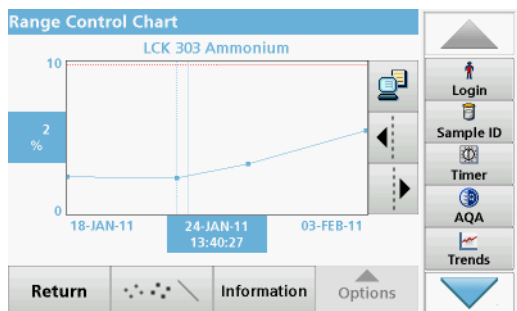 Range Control Chart
LCK 303 Ammonium
10
2
%
0
18-JAN-11
24-JAN-11
13:40:27
03-FEB-11
Login
Sample ID
Timer
AQA
Trends
Return
Information
Options